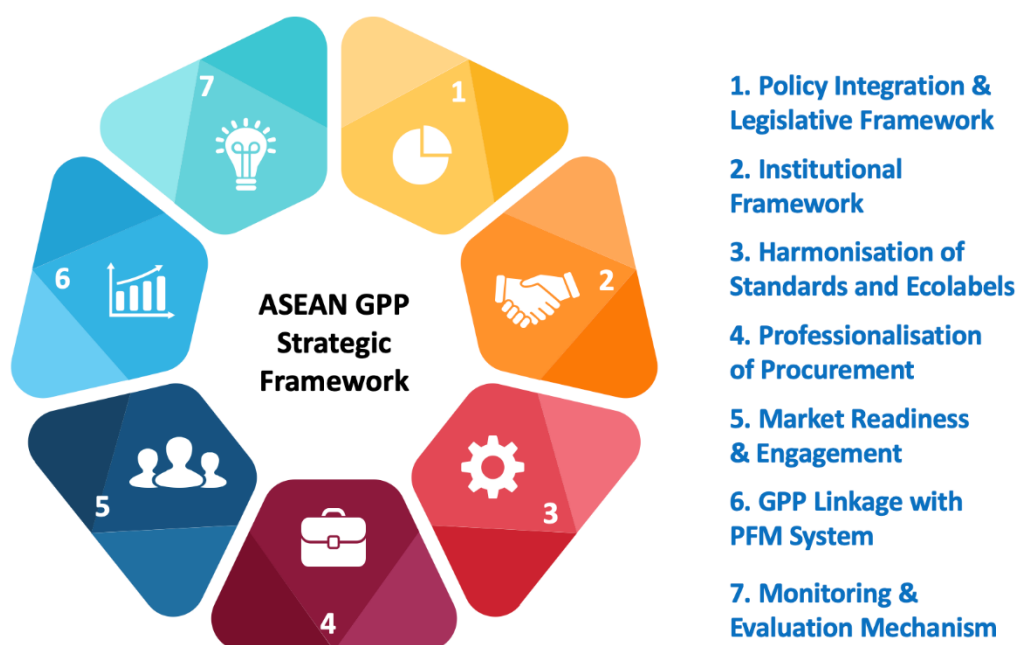 7
1
6
2
ASEAN GPP
Strategic
Framework
5
3
4
1. Policy Integration &
Legislative Framework
2. Institutional
Framework
3. Harmonisation of
Standards and Ecolabels
4. Professionalisation
of Procurement
5. Market Readiness
& Engagement
6. GPP Linkage with
PFM System
7. Monitoring &
Evaluation Mechanism